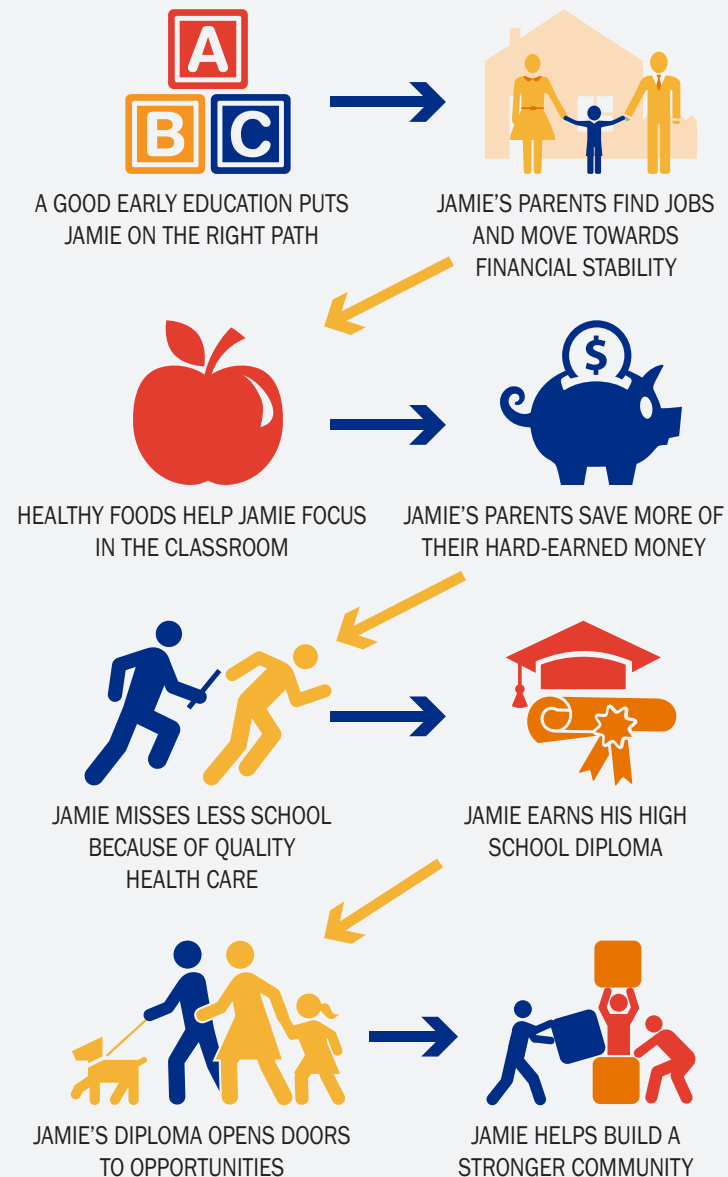 A
B C
A GOOD EARLY EDUCATION PUTS
JAMIE ON THE RIGHT PATH
JAMIE'S PARENTS FIND JOBS
AND MOVE TOWARDS
FINANCIAL STABILITY
$
HEALTHY FOODS HELP JAMIE FOCUS
IN THE CLASSROOM
JAMIE'S PARENTS SAVE MORE OF
THEIR HARD-EARNED MONEY
JAMIE MISSES LESS SCHOOL
BECAUSE OF QUALITY
HEALTH CARE
JAMIE EARNS HIS HIGH
SCHOOL DIPLOMA
JAMIE'S DIPLOMA OPENS DOORS
TO OPPORTUNITIES
JAMIE HELPS BUILD A
STRONGER COMMUNITY